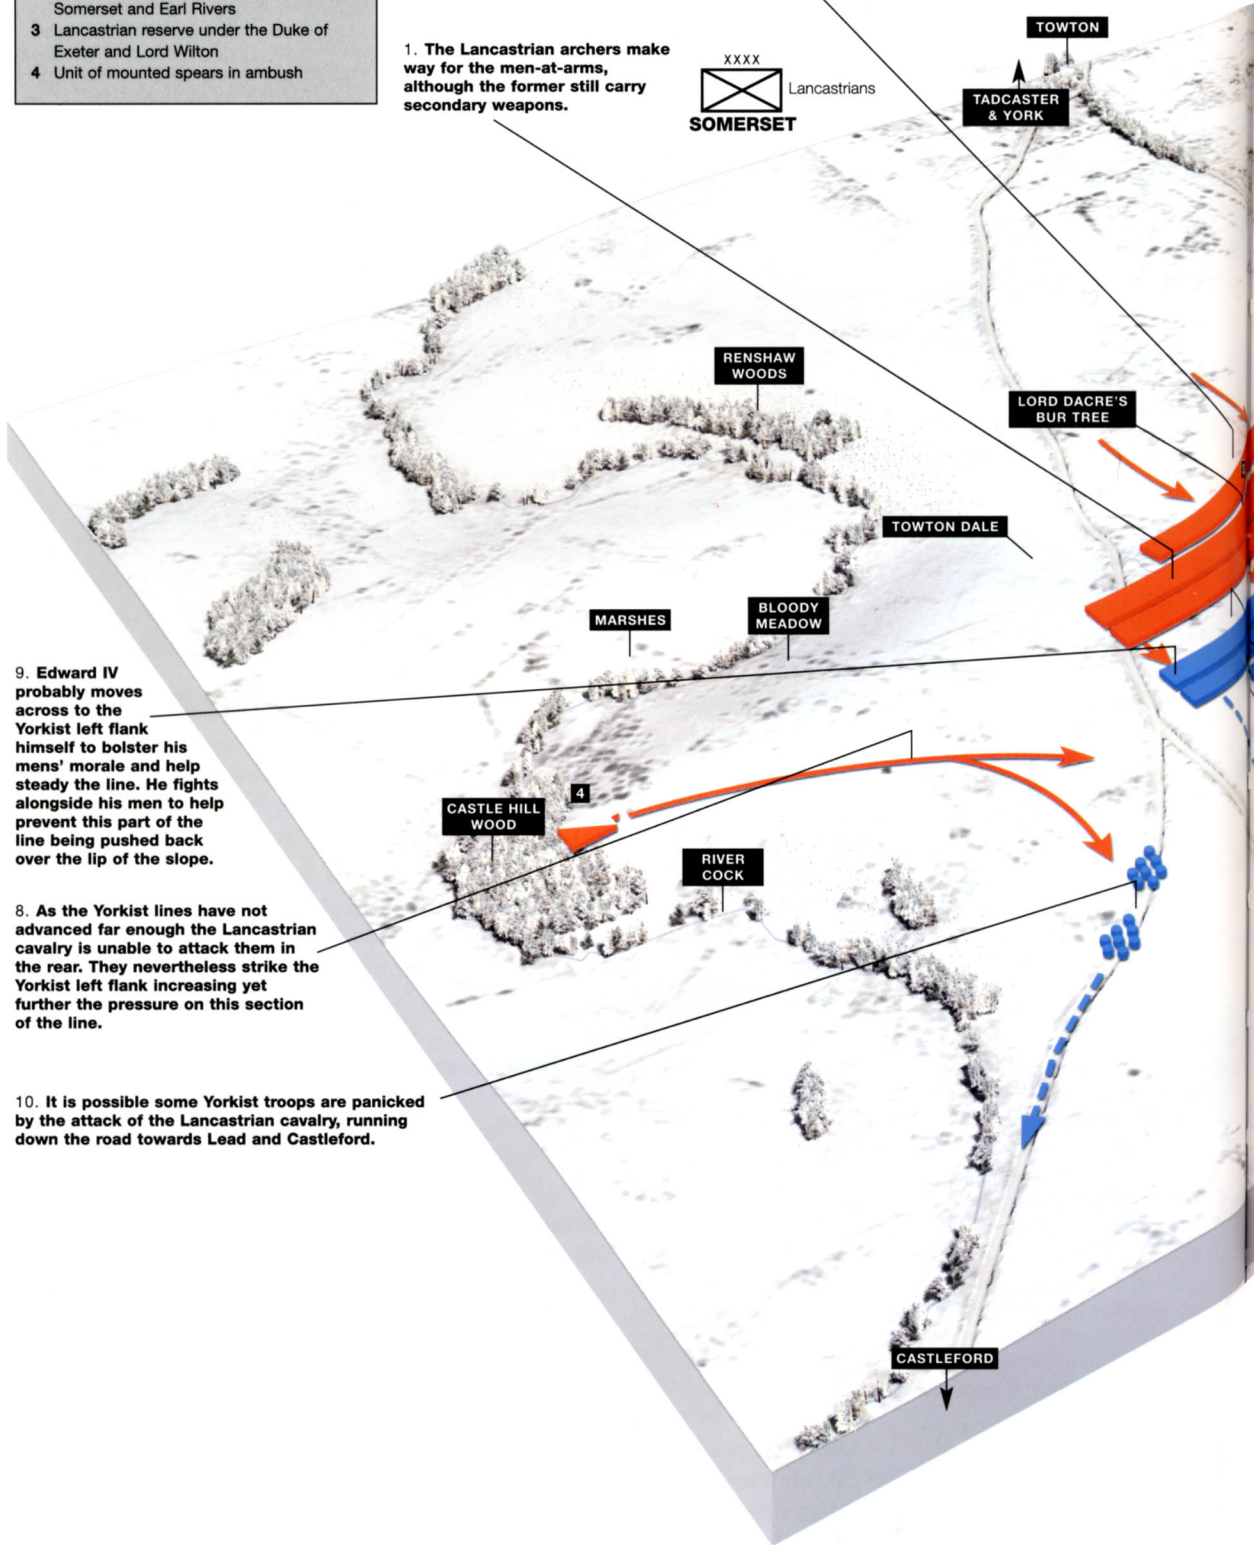 Somerset and Earl Rivers
3 Lancastrian reserve under the Duke of
Exeter and Lord Wilton
4 Unit of mounted spears in ambush
1. The Lancastrian archers make
way for the men-at-arms,
although the former still carry
secondary weapons.
XXXX
Lancastrians
SOMERSET
TOWTON
TADCASTER
& YORK
RENSHAW
WOODS
LORD DACRE'S
BUR TREE
TOWTON DALE
MARSHES
BLOODY
MEADOW
9. Edward IV
probably moves
across to the
Yorkist left flank
himself to bolster his
mens' morale and help
steady the line. He fights
alongside his men to help
prevent this part of the
line being pushed back
over the lip of the slope.
4
CASTLE HILL
WOOD
RIVER
COCK
8. As the Yorkist lines have not
advanced far enough the Lancastrian
cavalry is unable to attack them in
the rear. They nevertheless strike the
Yorkist left flank increasing yet
further the pressure on this section
of the line.
10. It is possible some Yorkist troops are panicked
by the attack of the Lancastrian cavalry, running
down the road towards Lead and Castleford.
CASTLEFORD